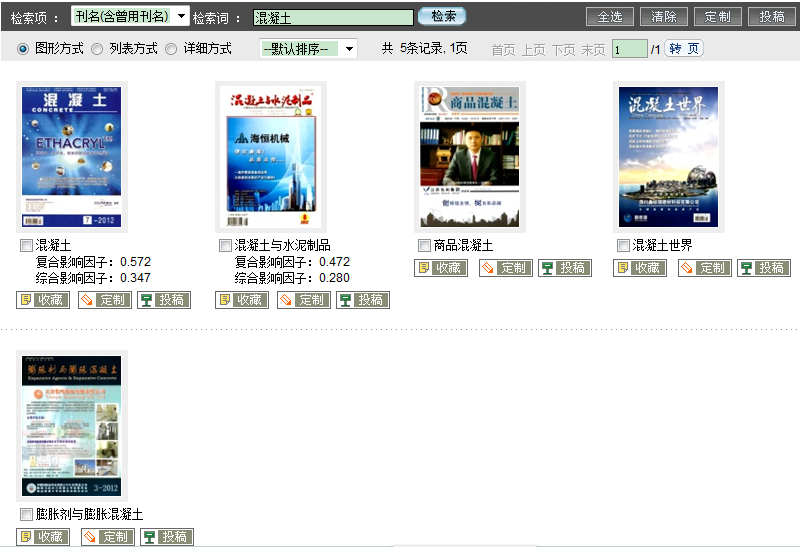 检索项： 刊名(含曾用刊名) 检索词： 混凝土 检索 全选 清除 定制 投稿
图形方式 列表方式 详细方式 --默认排序-- 共 5条记录, 1页 首页 上页 下页 末页 1 /1 转 页
混 凝 土
CONCRETE
ETHACRYL
7 -2012
混凝土与水泥制品
海恒机械
8
商品混凝土
混凝土世界
混凝土
复合影响因子：0.572
综合影响因子：0.347
收藏 定制 投稿
混凝土与水泥制品
复合影响因子：0.472
综合影响因子：0.280
收藏 定制 投稿
商品混凝土
收藏 定制 投稿
混凝土世界
收藏 定制 投稿
膨胀剂与膨胀混凝土
Expansive Agents & Expansive Concrete
3-2012
膨胀剂与膨胀混凝土
收藏 定制 投稿